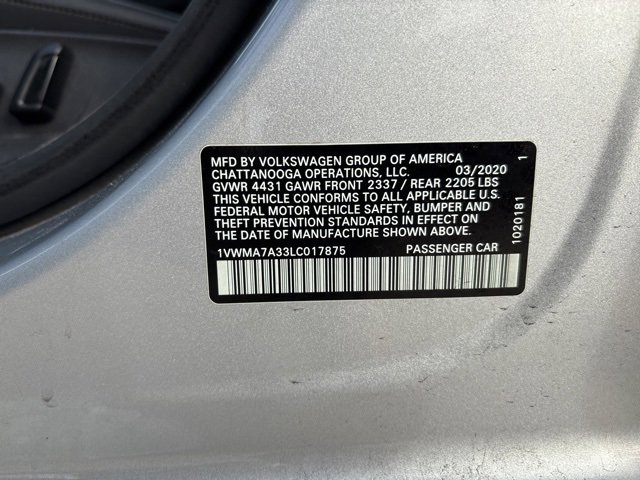 MFD BY VOLKSWAGEN GROUP OF AMERICA
CHATTANOOGA OPERATIONS, LLC. 03/2020
GVWR 4431 GAWR FRONT 2337 / REAR 2205 LBS
THIS VEHICLE CONFORMS TO ALL APPLICABLE U.S.
FEDERAL MOTOR VEHICLE SAFETY, BUMPER AND
THEFT PREVENTION STANDARDS IN EFFECT ON THE
DATE OF MANUFACTURE SHOWN ABOVE.
1VWMA7A33LC017875 PASSENGER CAR
1020181 1